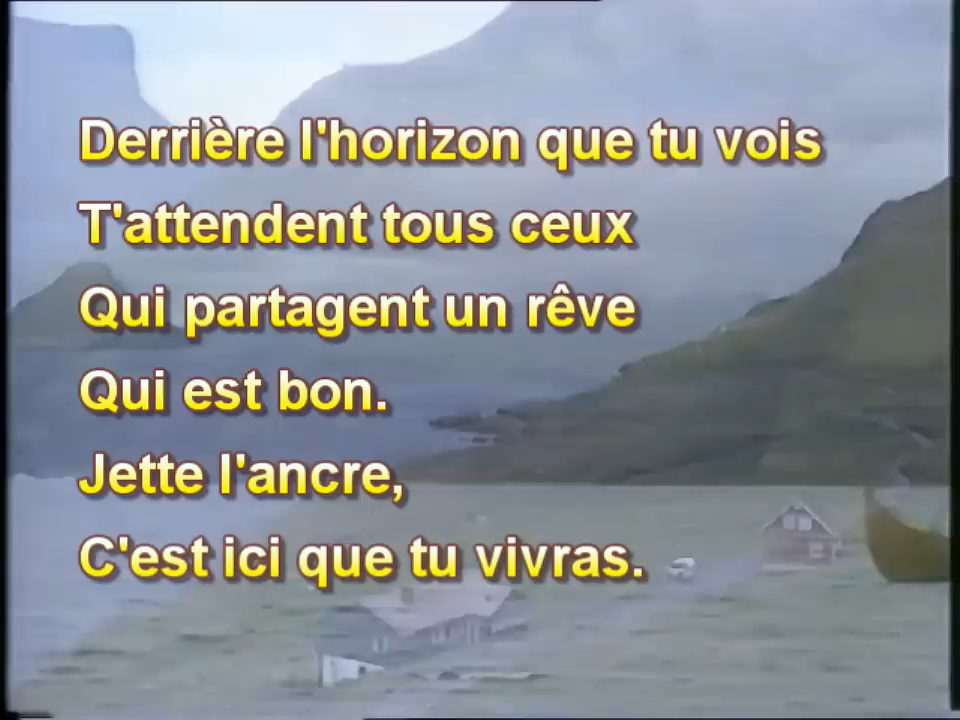 Derrière l'horizon que tu vois
T'attendent tous ceux
Qui partagent un rêve
Qui est bon.
Jette l'ancre,
C'est ici que tu vivras.